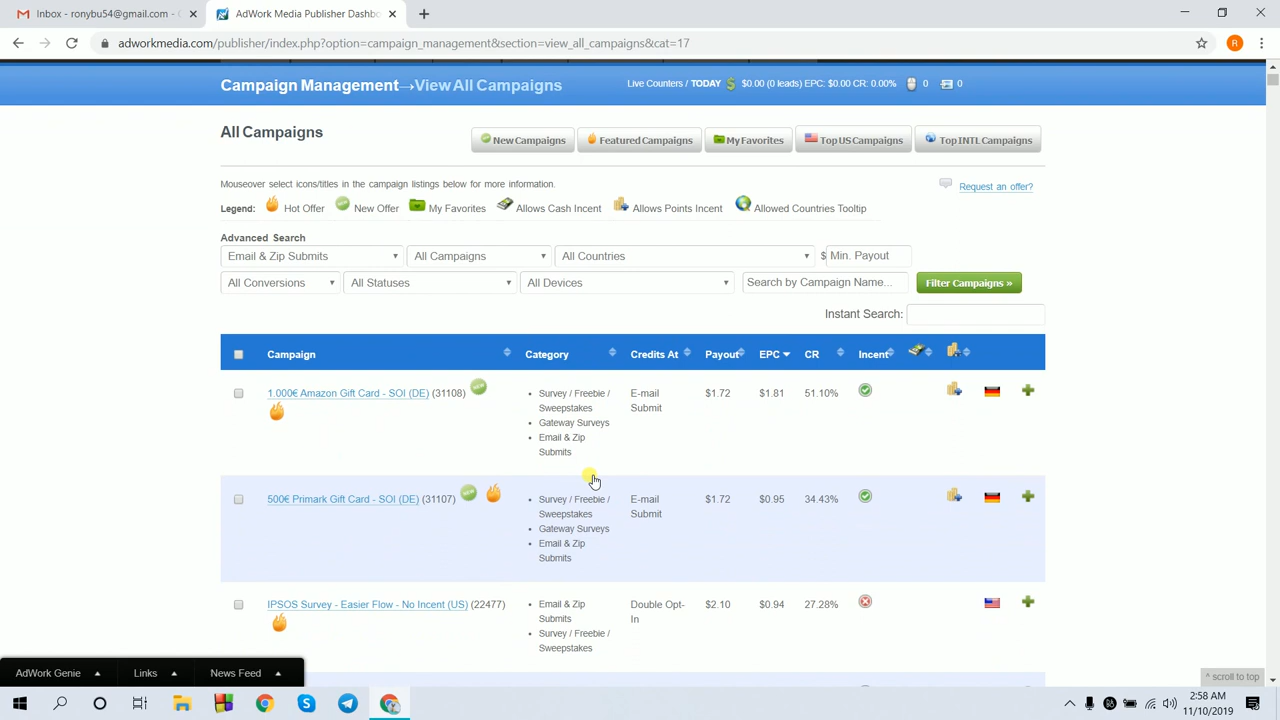 Inbox - ronybu54@gmail.com -
AdWork Media Publisher Dashbo
adworkmedia.com/publisher/index.php?option=campaign_management&section=view_all_campaigns&cat=17
R
Campaign Management→View All Campaigns
Live Counters / TODAY $0.00 (0 leads) EPC: $0.00 CR: 0.00% 0 0
All Campaigns
New Campaigns Featured Campaigns My Favorites Top US Campaigns Top INTL Campaigns
Mouseover select icons/titles in the campaign listings below for more information.
Request an offer?
Legend: Hot Offer New Offer My Favorites Allows Cash Incent Allows Points Incent Allowed Countries Tooltip
Advanced Search
Email & Zip Submits All Campaigns All Countries $ Min. Payout
All Conversions All Statuses All Devices Search by Campaign Name... Filter Campaigns »
Instant Search:
Campaign Category Credits At Payout EPC CR Incent
1.000€ Amazon Gift Card - SOI (DE) (31108)
Survey / Freebie /
Sweepstakes
Gateway Surveys
Email & Zip
Submits
E-mail
Submit
$1.72 $1.81 51.10%
500€ Primark Gift Card - SOI (DE) (31107)
Survey / Freebie /
Sweepstakes
Gateway Surveys
Email & Zip
Submits
E-mail
Submit
$1.72 $0.95 34.43%
IPSOS Survey - Easier Flow - No Incent (US) (22477)
Email & Zip
Submits
Survey / Freebie /
Sweepstakes
Double Opt-
In
$2.10 $0.94 27.28%
AdWork Genie Links News Feed
^ scroll to top
2:58 AM
11/10/2019